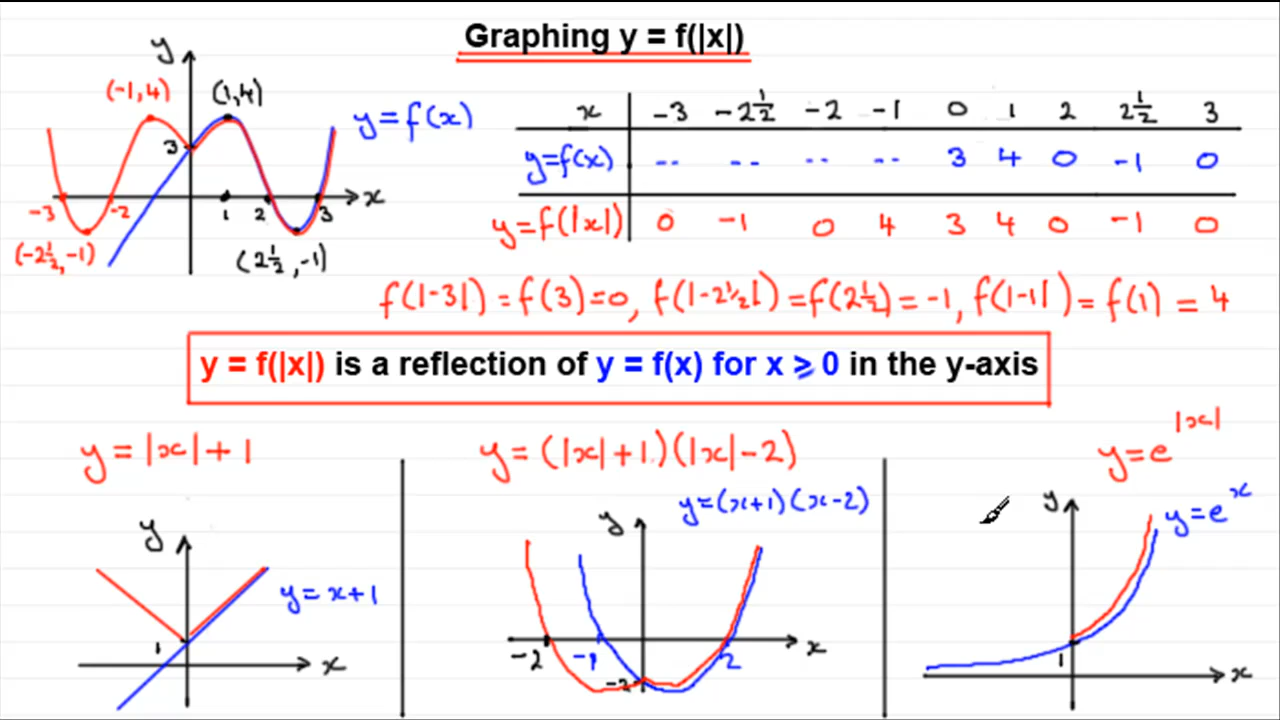 Graphing y = f(|x|)
y
(-1,4) (1,4)
y=f(x)
3
-3 -2 1 2 3 x
(-2½,-1) (2½,-1)
x -3 -2½ -2 -1 0 1 2 2½ 3
y=f(x) -- -- -- -- 3 4 0 -1 0
y=f(|x|) 0 -1 0 4 3 4 0 -1 0
f(|-3|)=f(3)=0, f(|-2½|)=f(2½)=-1, f(|-1|)=f(1)=4
y = f(|x|) is a reflection of y = f(x) for x ⩾ 0 in the y-axis
y=|x|+1
y
y=x+1
1
x
y=(|x|+1)(|x|-2)
y=(x+1)(x-2)
y
-2 -1 2 x
-2
y=e^|x|
y
y=e^x
1
x